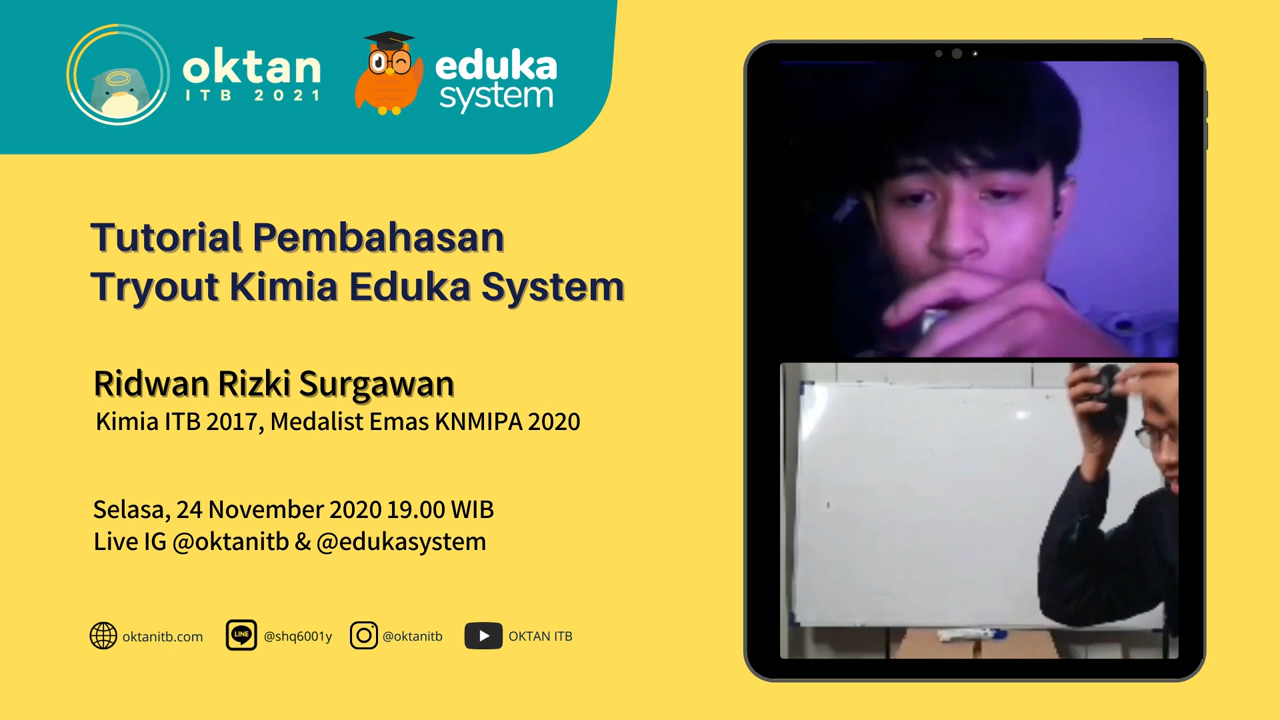 oktan
ITB 2021
eduka
system
Tutorial Pembahasan
Tryout Kimia Eduka System
Ridwan Rizki Surgawan
Kimia ITB 2017, Medalist Emas KNMIPA 2020
Selasa, 24 November 2020 19.00 WIB
Live IG @oktanitb & @edukasystem
oktanitb.com
LINE
@shq6001y
@oktanitb
OKTAN ITB